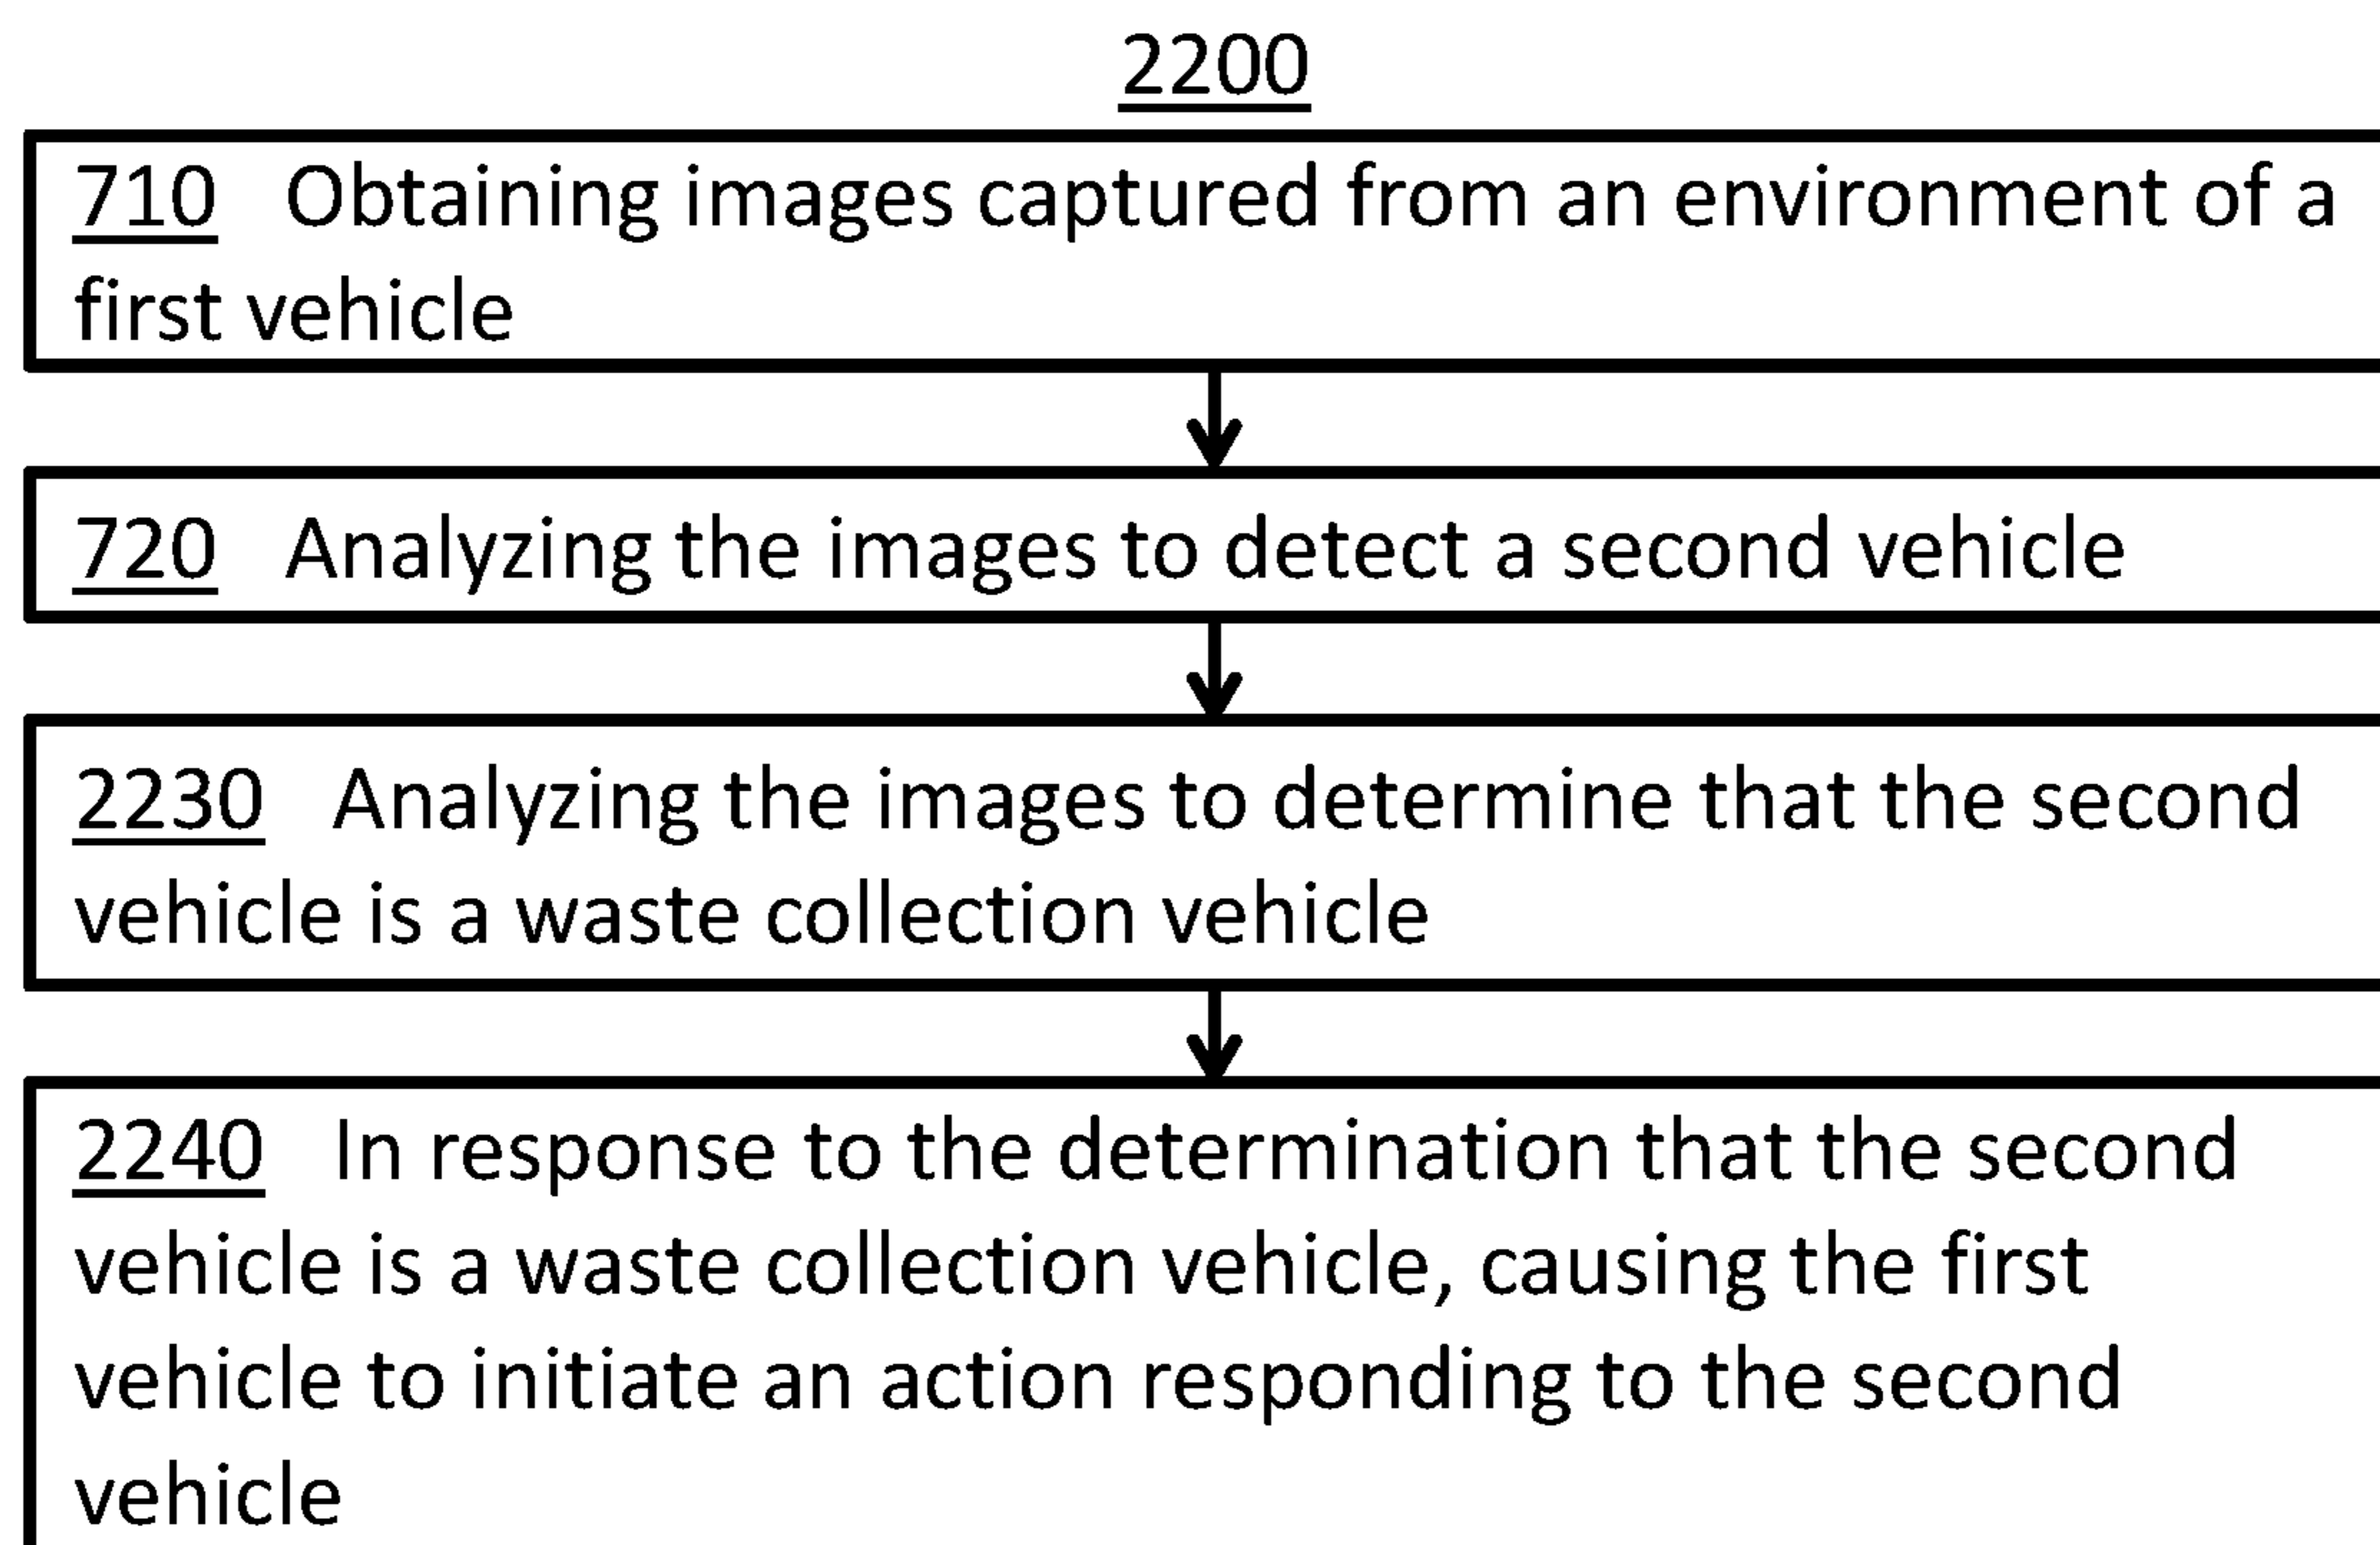 2200
710 Obtaining images captured from an environment of a
first vehicle
720 Analyzing the images to detect a second vehicle
2230 Analyzing the images to determine that the second
vehicle is a waste collection vehicle
2240 In response to the determination that the second
vehicle is a waste collection vehicle, causing the first
vehicle to initiate an action responding to the second
vehicle